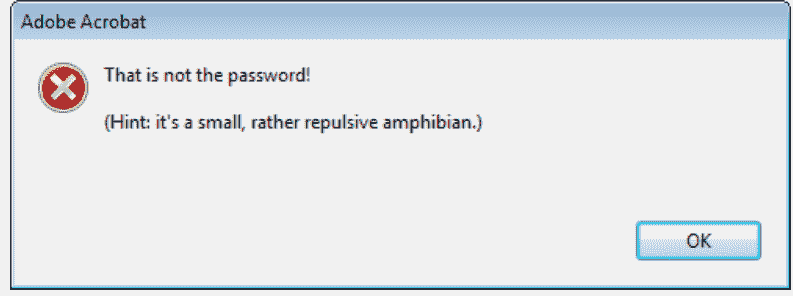 Adobe Acrobat
That is not the password!
(Hint: it's a small, rather repulsive amphibian.)
OK